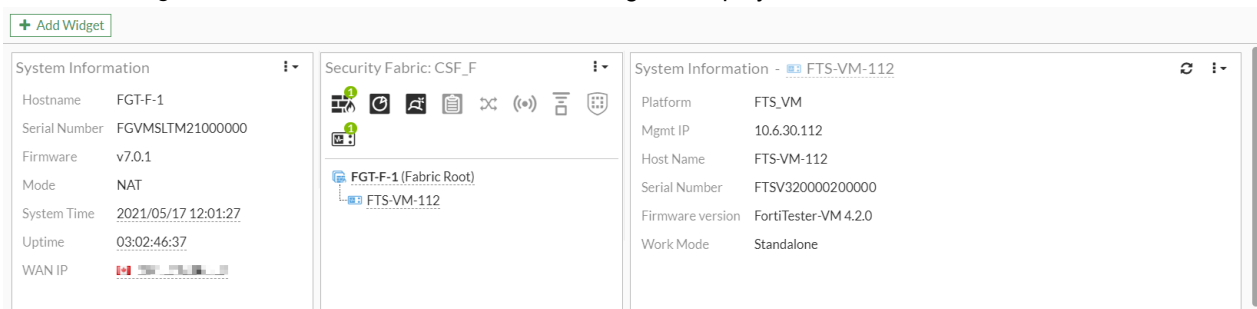 Add Widget
System Information
Hostname FGT-F-1
Serial Number FGVMSLTM21000000
Firmware v7.0.1
Mode NAT
System Time 2021/05/17 12:01:27
Uptime 03:02:46:37
WAN IP
Security Fabric: CSF_F
1
1
FGT-F-1 (Fabric Root)
FTS-VM-112
System Information - FTS-VM-112
Platform FTS_VM
Mgmt IP 10.6.30.112
Host Name FTS-VM-112
Serial Number FTSV320000200000
Firmware version FortiTester-VM 4.2.0
Work Mode Standalone